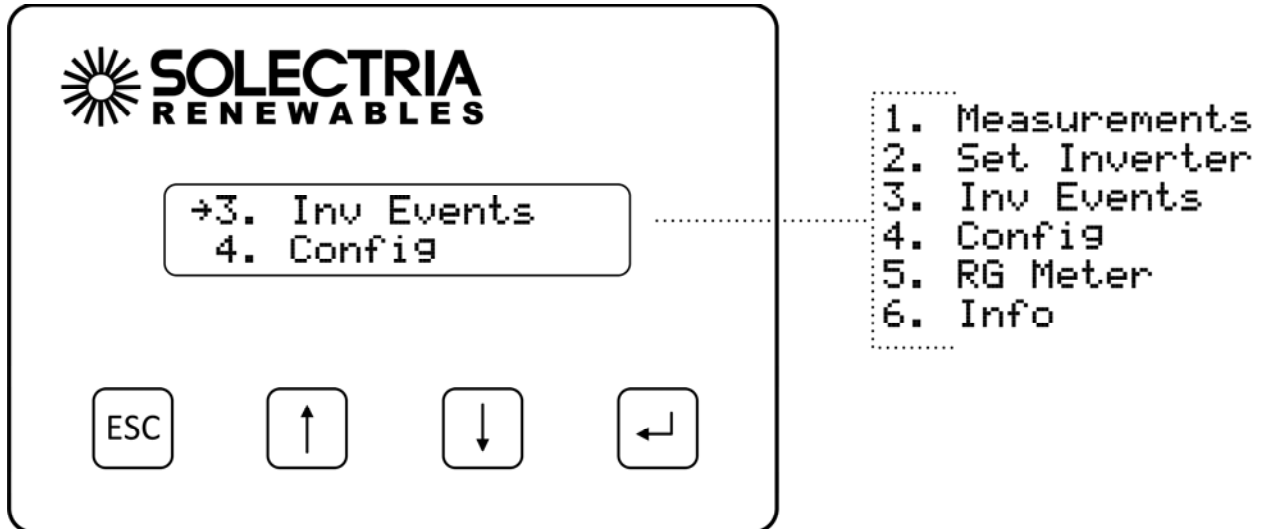 SOLECTRIA
RENEWABLES
→3. Inv Events
4. Config
ESC
↑
↓
↵
1. Measurements
2. Set Inverter
3. Inv Events
4. Config
5. RG Meter
6. Info